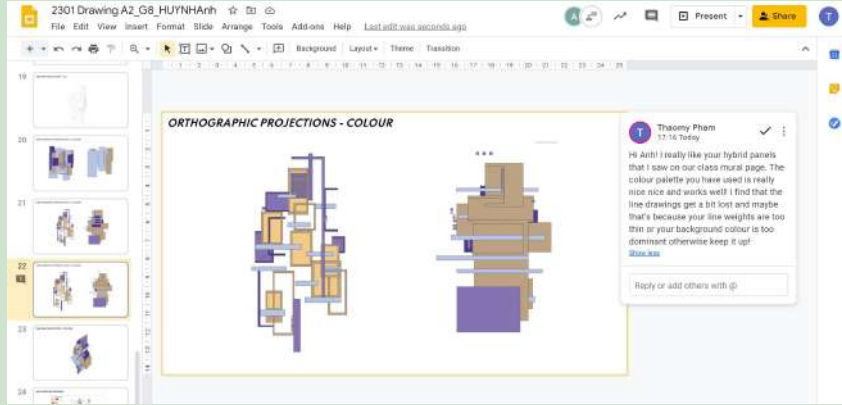 2301 Drawing A2_G8_HUYNHAnh
File Edit View Insert Format Slide Arrange Tools Add-ons Help Last edit was seconds ago
Present
Share
T
Background Layout Theme Transition
19
20
21
22
23
24
ORTHOGRAPHIC PROJECTIONS - COLOUR
T
Thaomy Pham
17:16 Today
Hi Anh! I really like your hybrid panels
that I saw on our class mural page. The
colour palette you have used is really
nice nice and works well! I find that the
line drawings get a bit lost and maybe
that's because your line weights are too
thin or your background colour is too
dominant otherwise keep it up!
Show less
Reply or add others with @